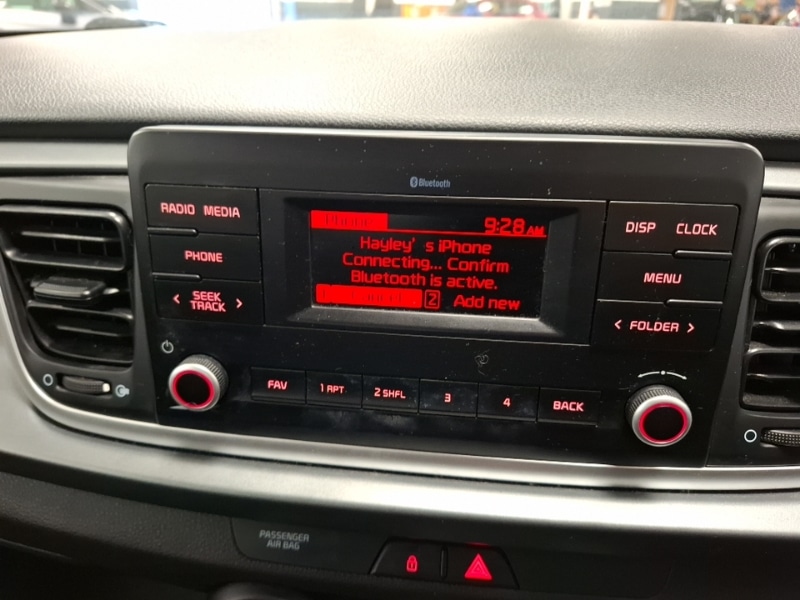 Bluetooth
RADIO MEDIA
PHONE
< SEEK TRACK >
Phone
9:28 AM
Hayley's iPhone
Connecting... Confirm
Bluetooth is active.
2 Add new
DISP CLOCK
MENU
< FOLDER >
FAV
1 RPT
2 SHFL
3
4
BACK
PASSENGER
AIR BAG